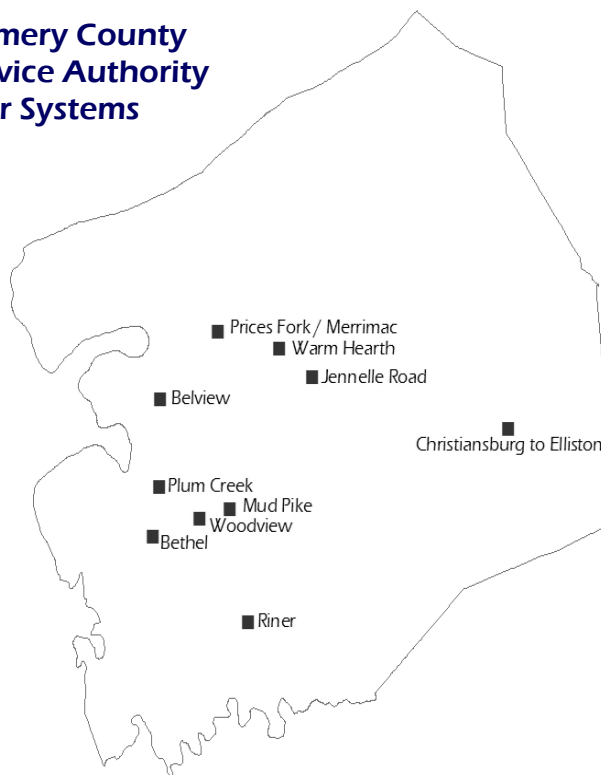 mery County
vice Authority
r Systems
Prices Fork / Merrimac
Warm Hearth
Jennelle Road
Belview
Christiansburg to Elliston
Plum Creek
Mud Pike
Woodview
Bethel
Riner